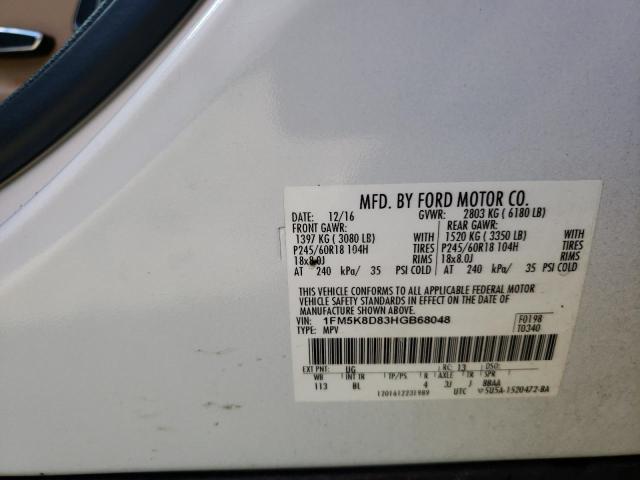 MFD. BY FORD MOTOR CO.
DATE: 12/16 GVWR: 2803 KG ( 6180 LB)
FRONT GAWR: REAR GAWR:
1397 KG ( 3080 LB) WITH 1520 KG ( 3350 LB) WITH
P245/60R18 104H TIRES P245/60R18 104H TIRES
18x8.0J RIMS 18x8.0J RIMS
AT 240 kPa/ 35 PSI COLD AT 240 kPa/ 35 PSI COLD
THIS VEHICLE CONFORMS TO ALL APPLICABLE FEDERAL MOTOR
VEHICLE SAFETY STANDARDS IN EFFECT ON THE DATE OF
MANUFACTURE SHOWN ABOVE.
VIN: 1FM5K8D83HGB68048 F0198
TYPE: MPV T0340
EXT PNT: UG RC: 13 DSO:
WB INT TR TP/PS R AXLE TR SPR
113 BL 4 3J J BBAA
1201612231989 UTC 5U5A-1520472-BA